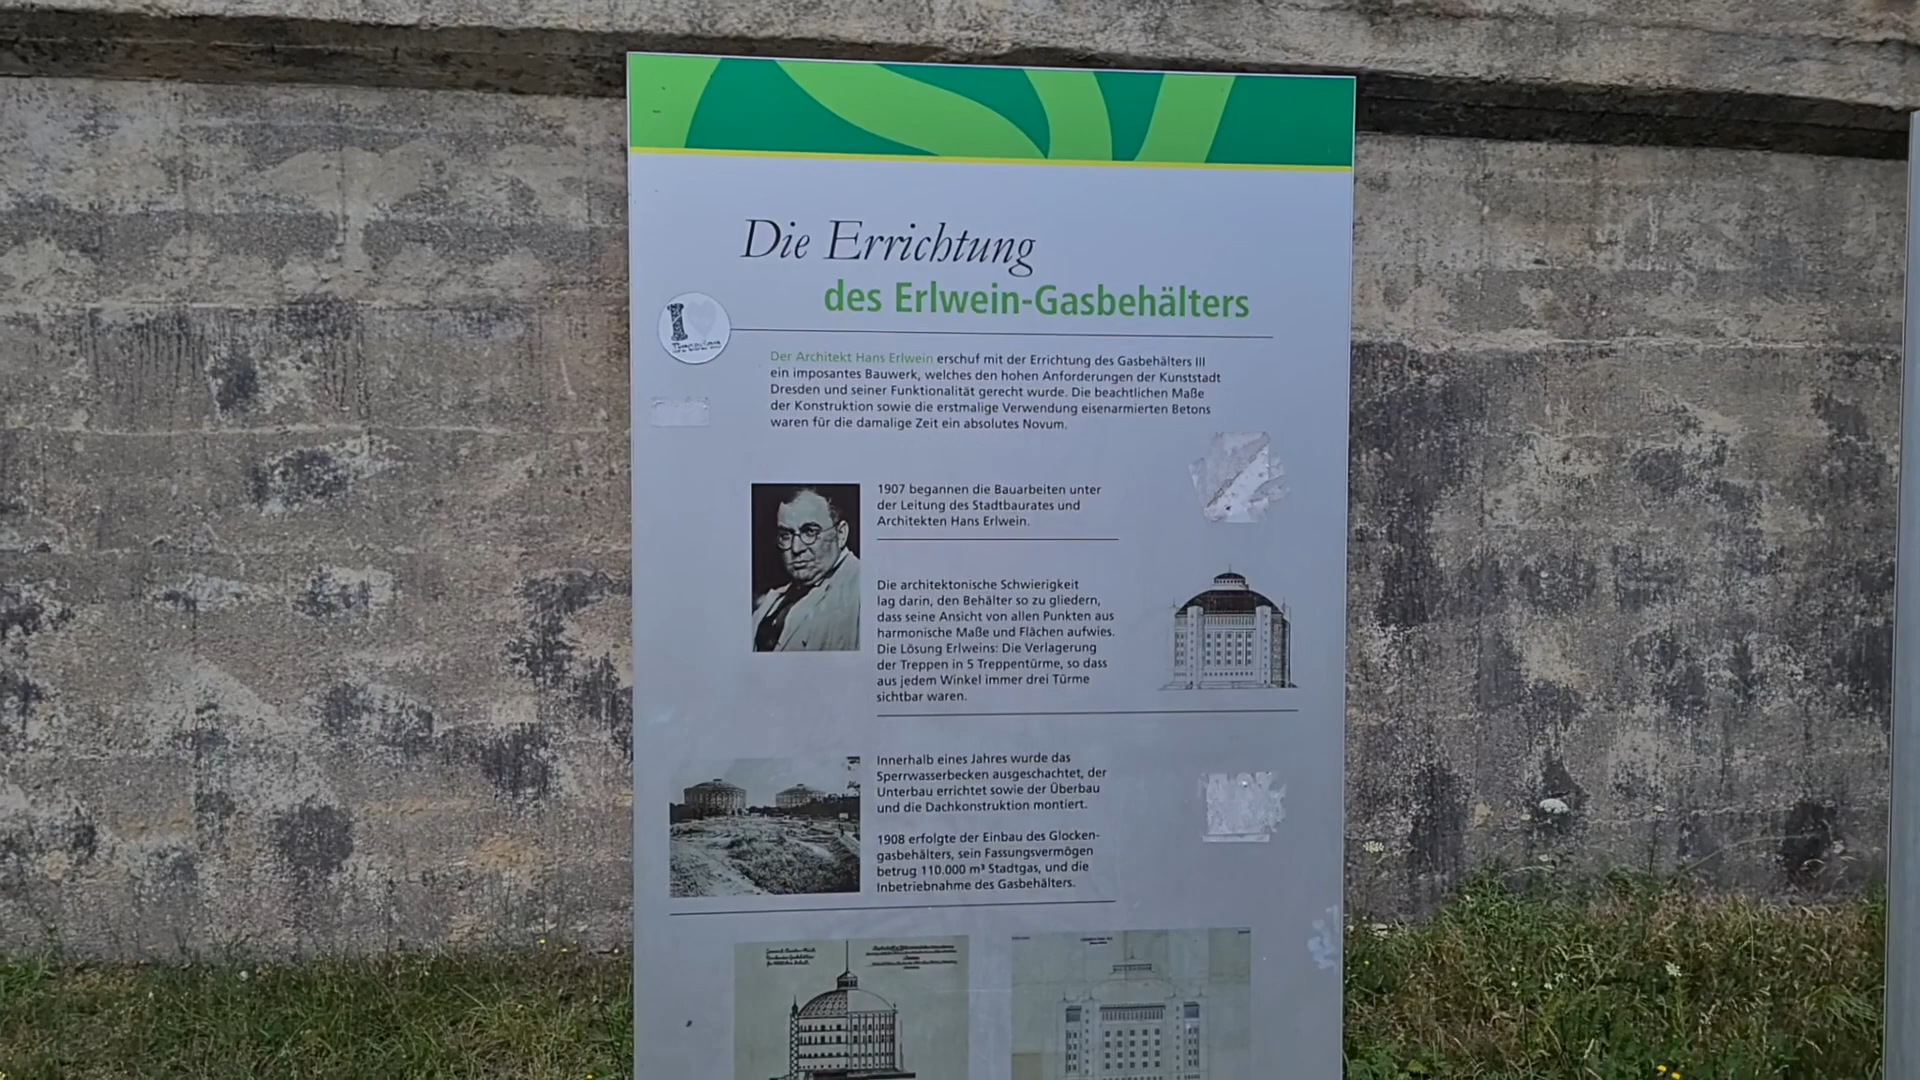 Die Errichtung
des Erlwein-Gasbehälters
I
Der Architekt Hans Erlwein erschuf mit der Errichtung des Gasbehälters III
ein imposantes Bauwerk, welches den hohen Anforderungen der Kunststadt
Dresden und seiner Funktionalität gerecht wurde. Die beachtlichen Maße
der Konstruktion sowie die erstmalige Verwendung eisenarmierten Betons
waren für die damalige Zeit ein absolutes Novum.
1907 begannen die Bauarbeiten unter
der Leitung des Stadtbaurates und
Architekten Hans Erlwein.
Die architektonische Schwierigkeit
lag darin, den Behälter so zu gliedern,
dass seine Ansicht von allen Punkten aus
harmonische Maße und Flächen aufwies.
Die Lösung Erlweins: Die Verlagerung
der Treppen in 5 Treppentürme, so dass
aus jedem Winkel immer drei Türme
sichtbar waren.
Innerhalb eines Jahres wurde das
Sperrwasserbecken ausgeschachtet, der
Unterbau errichtet sowie der Überbau
und die Dachkonstruktion montiert.
1908 erfolgte der Einbau des Glocken-
gasbehälters, sein Fassungsvermögen
betrug 110.000 m³ Stadtgas, und die
Inbetriebnahme des Gasbehälters.